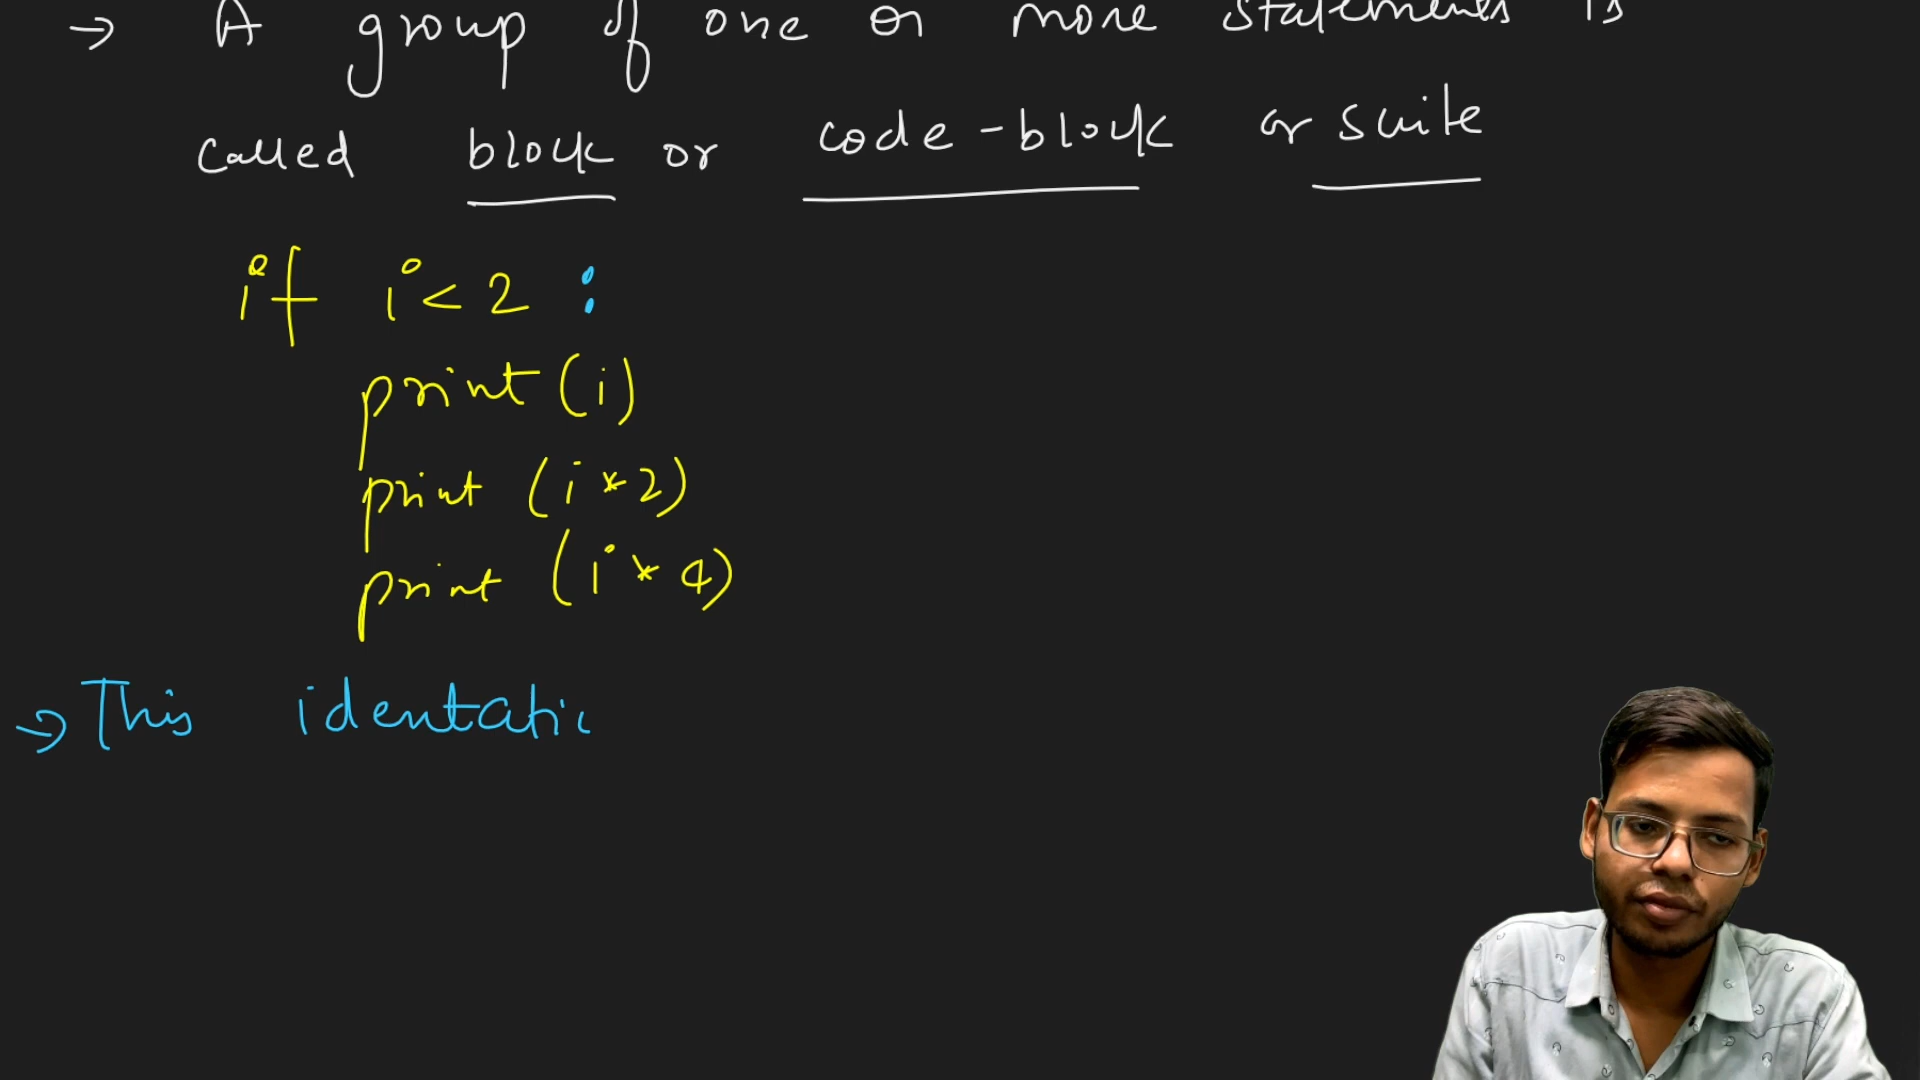 → A group of one or more statements is
called block or code-block or suite
if i < 2 :
print (i)
print (i * 2)
print (i * 4)
→ This identatic